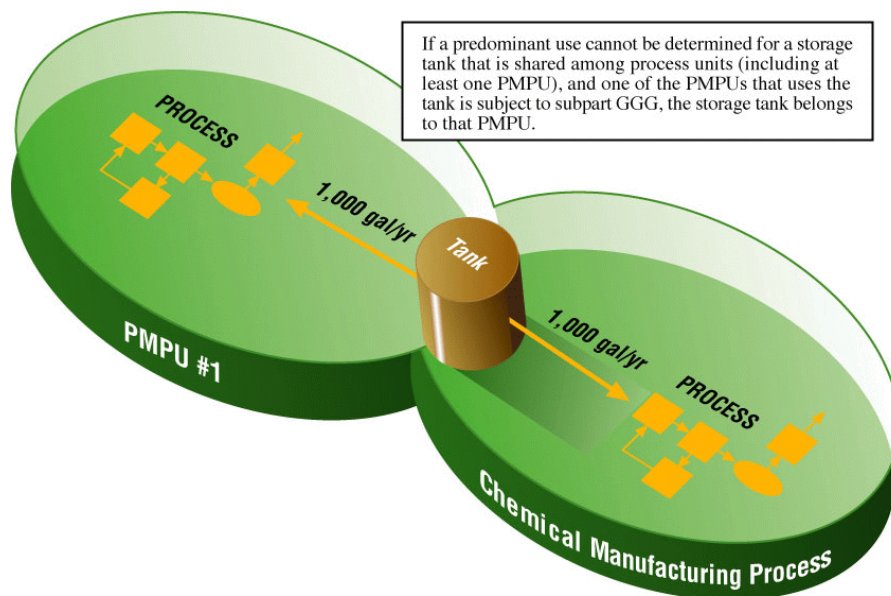 If a predominant use cannot be determined for a storage
tank that is shared among process units (including at
least one PMPU), and one of the PMPUs that uses the
tank is subject to subpart GGG, the storage tank belongs
to that PMPU.
PROCESS
1,000 gal/yr
Tank
1,000 gal/yr
PROCESS
PMPU #1
Chemical Manufacturing Process